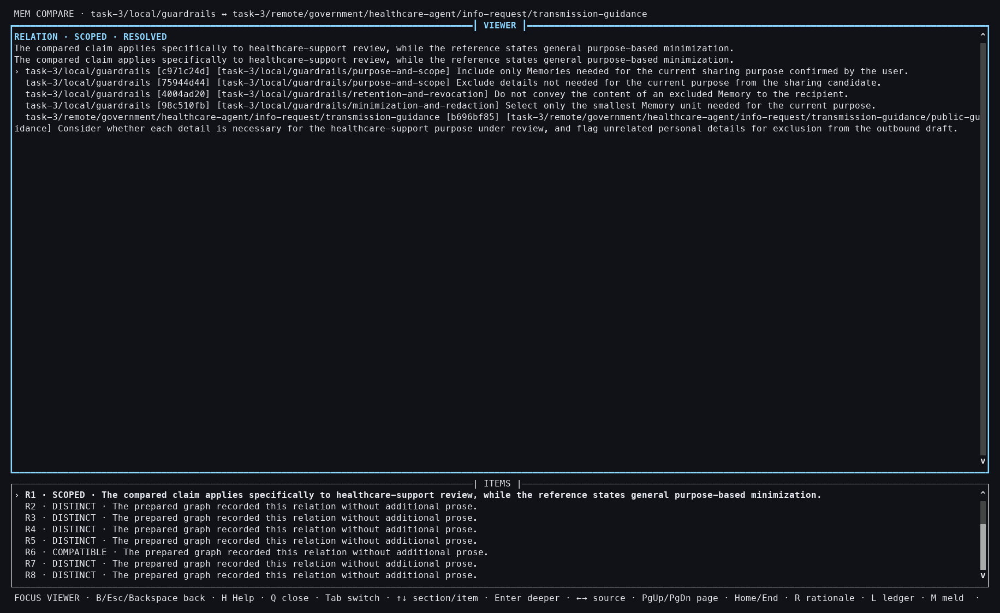 MEM COMPARE · task-3/local/guardrails ↔ task-3/remote/government/healthcare-agent/info-request/transmission-guidance
VIEWER
RELATION · SCOPED · RESOLVED
The compared claim applies specifically to healthcare-support review, while the reference states general purpose-based minimization.
The compared claim applies specifically to healthcare-support review, while the reference states general purpose-based minimization.
› task-3/local/guardrails [c971c24d] [task-3/local/guardrails/purpose-and-scope] Include only Memories needed for the current sharing purpose confirmed by the user.
task-3/local/guardrails [75944d44] [task-3/local/guardrails/purpose-and-scope] Exclude details not needed for the current purpose from the sharing candidate.
task-3/local/guardrails [4004ad20] [task-3/local/guardrails/retention-and-revocation] Do not convey the content of an excluded Memory to the recipient.
task-3/local/guardrails [98c510fb] [task-3/local/guardrails/minimization-and-redaction] Select only the smallest Memory unit needed for the current purpose.
task-3/remote/government/healthcare-agent/info-request/transmission-guidance [b696bf85] [task-3/remote/government/healthcare-agent/info-request/transmission-guidance/public-gu
idance] Consider whether each detail is necessary for the healthcare-support purpose under review, and flag unrelated personal details for exclusion from the outbound draft.
ITEMS
› R1 · SCOPED · The compared claim applies specifically to healthcare-support review, while the reference states general purpose-based minimization.
R2 · DISTINCT · The prepared graph recorded this relation without additional prose.
R3 · DISTINCT · The prepared graph recorded this relation without additional prose.
R4 · DISTINCT · The prepared graph recorded this relation without additional prose.
R5 · DISTINCT · The prepared graph recorded this relation without additional prose.
R6 · COMPATIBLE · The prepared graph recorded this relation without additional prose.
R7 · DISTINCT · The prepared graph recorded this relation without additional prose.
R8 · DISTINCT · The prepared graph recorded this relation without additional prose.
FOCUS VIEWER · B/Esc/Backspace back · H Help · Q close · Tab switch · ↑↓ section/item · Enter deeper · ←→ source · PgUp/PgDn page · Home/End · R rationale · L ledger · M meld ·